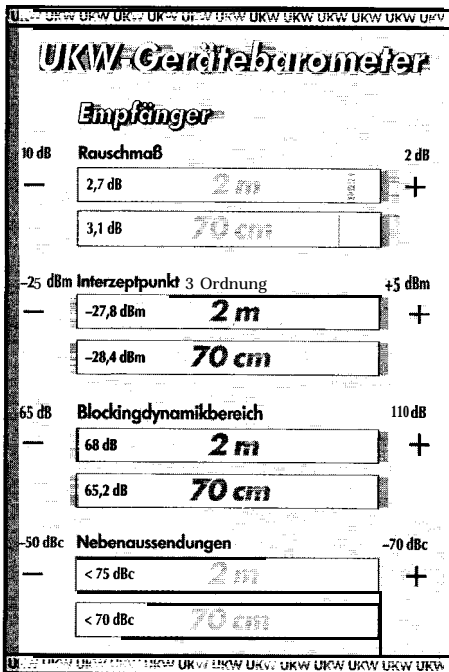 UKW UKW UKW UKW UKW UKW UKW UKW UKW UKW
UKW-Gerätebarometer
Empfänger
10 dB Rauschmaß 2 dB
– 2,7 dB 2 m +
3,1 dB 70 cm
–25 dBm Interzeptpunkt 3 Ordnung +5 dBm
– –27,8 dBm 2 m +
–28,4 dBm 70 cm
65 dB Blockingdynamikbereich 110 dB
– 68 dB 2 m +
65,2 dB 70 cm
–50 dBc Nebenaussendungen –70 dBc
– < 75 dBc 2 m +
< 70 dBc 70 cm
UKW UKW UKW UKW UKW UKW UKW UKW UKW UKW